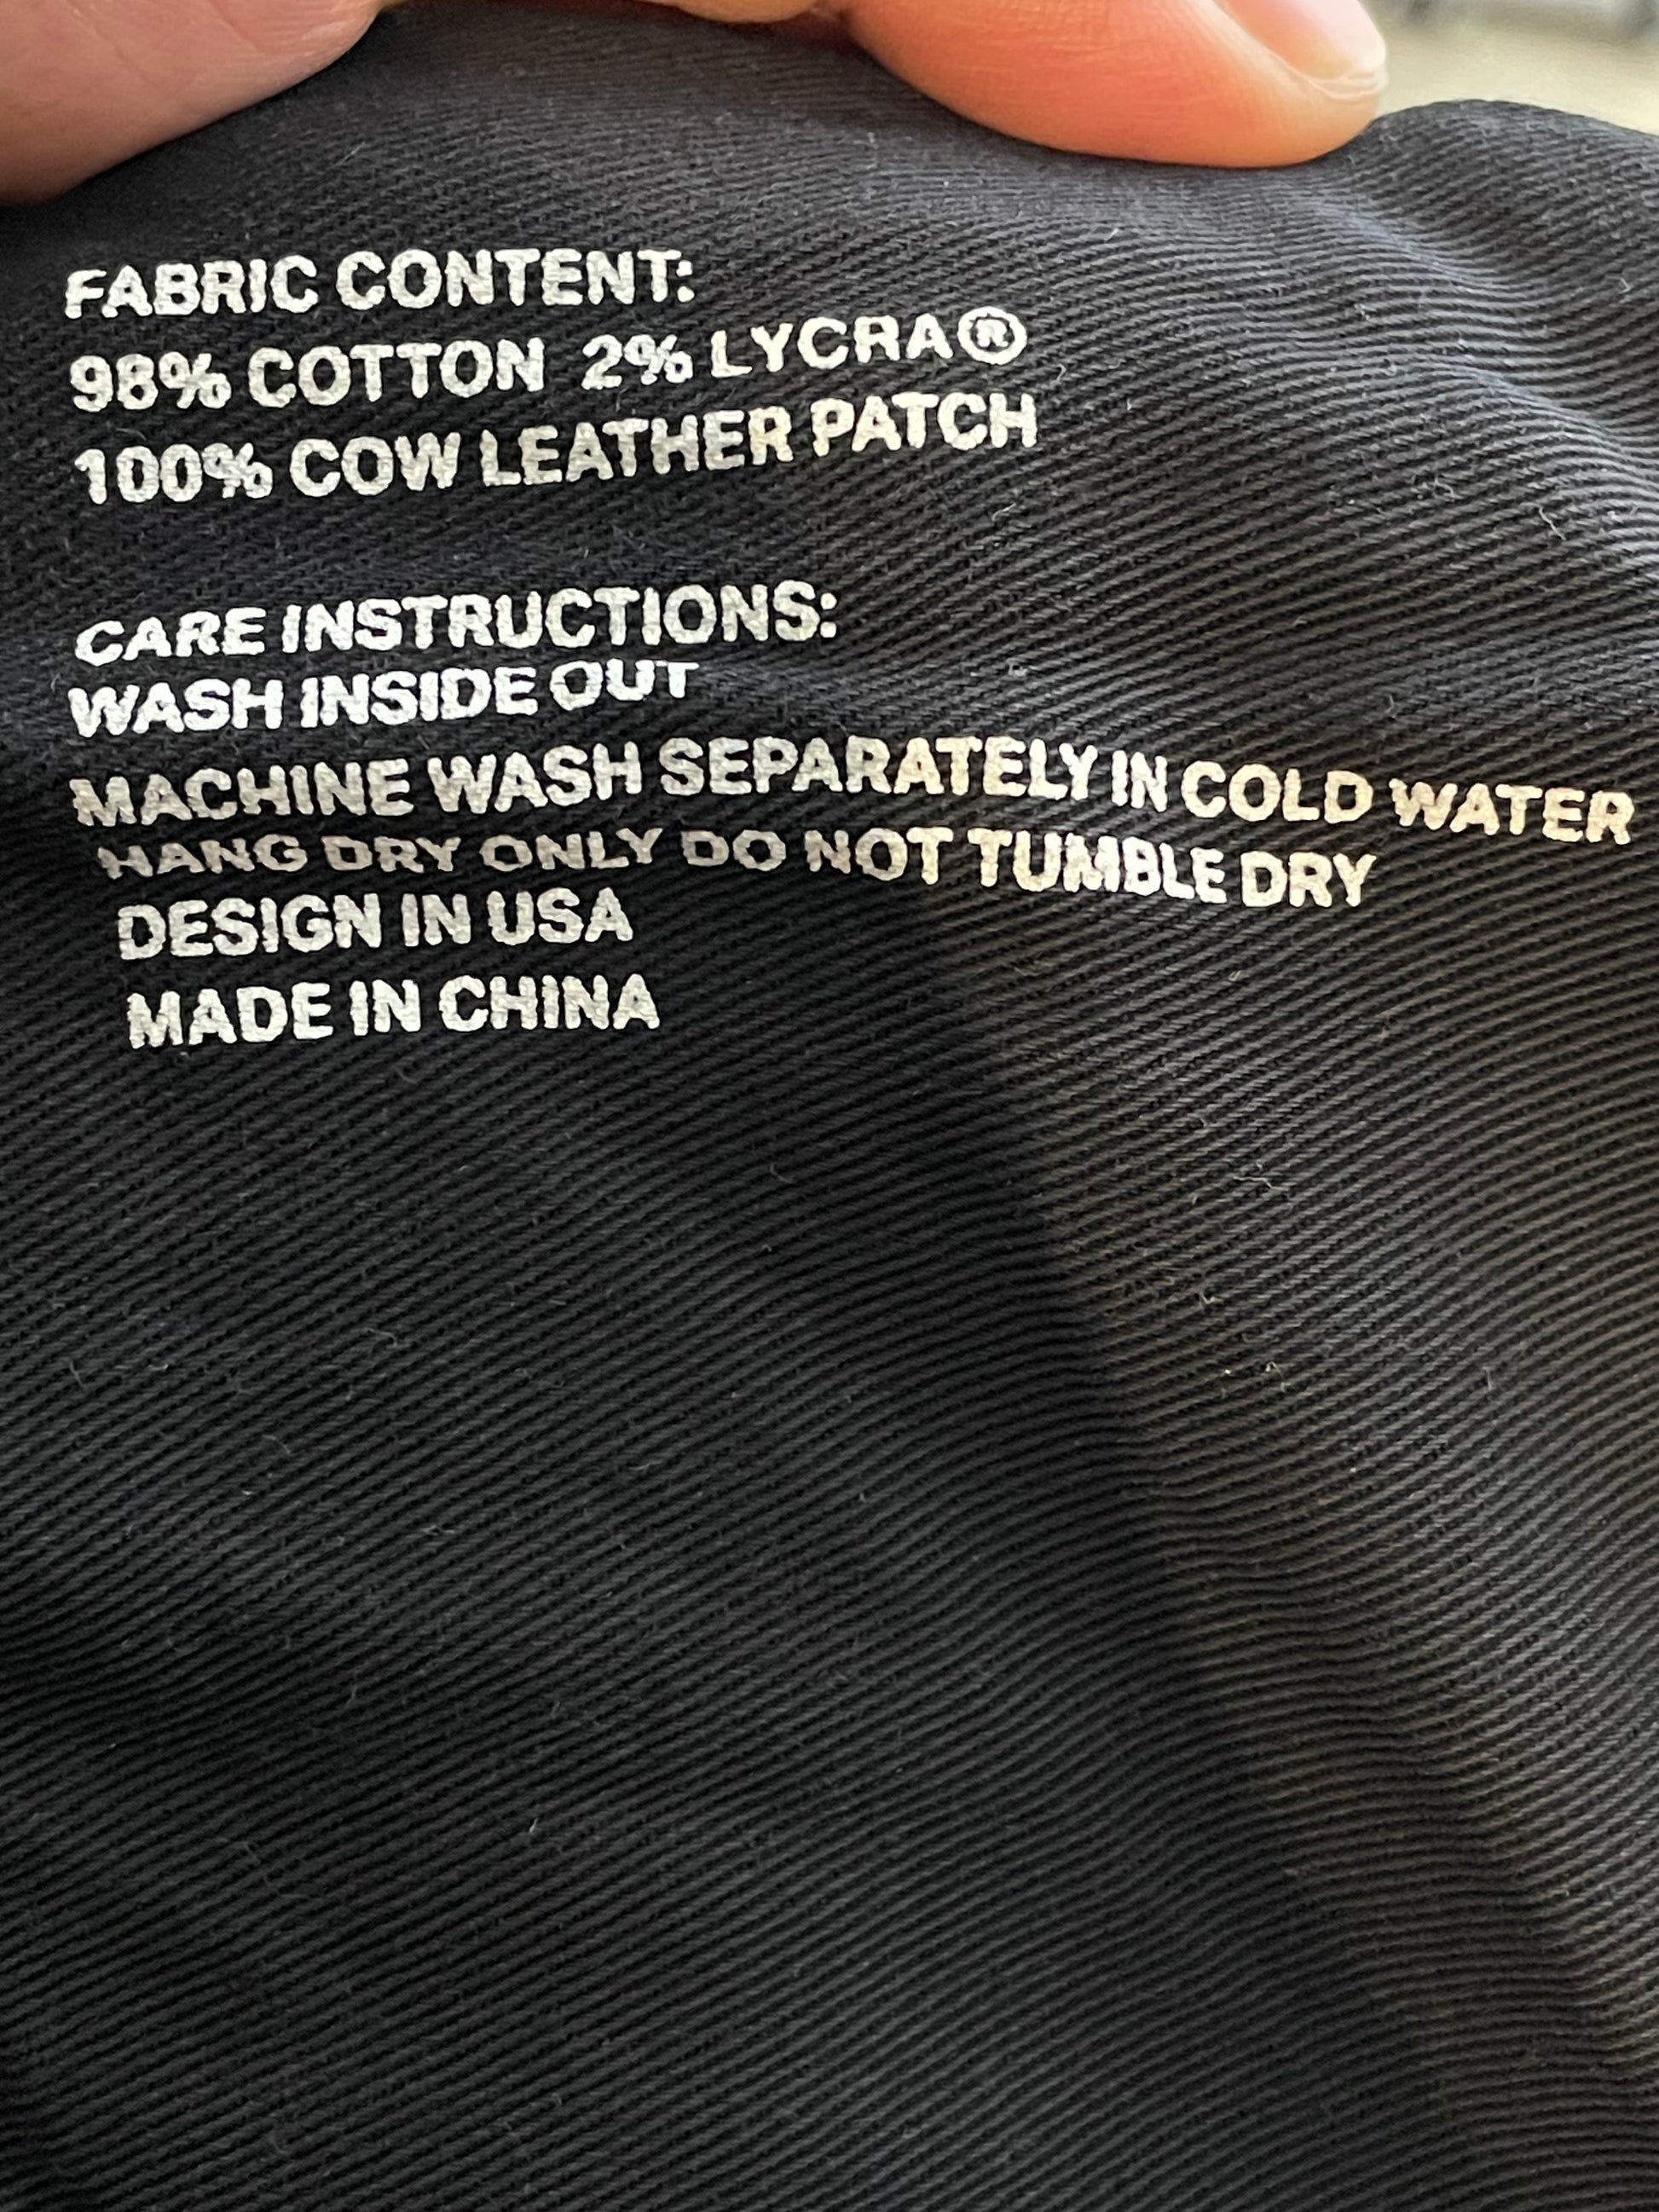 FABRIC CONTENT:
98% COTTON 2% LYCRA®
100% COW LEATHER PATCH
CARE INSTRUCTIONS:
WASH INSIDE OUT
MACHINE WASH SEPARATELY IN COLD WATER
HANG DRY ONLY DO NOT TUMBLE DRY
DESIGN IN USA
MADE IN CHINA